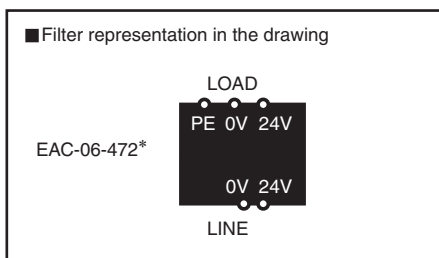 ■Filter representation in the drawing
LOAD
PE 0V 24V
EAC-06-472*
0V 24V
LINE